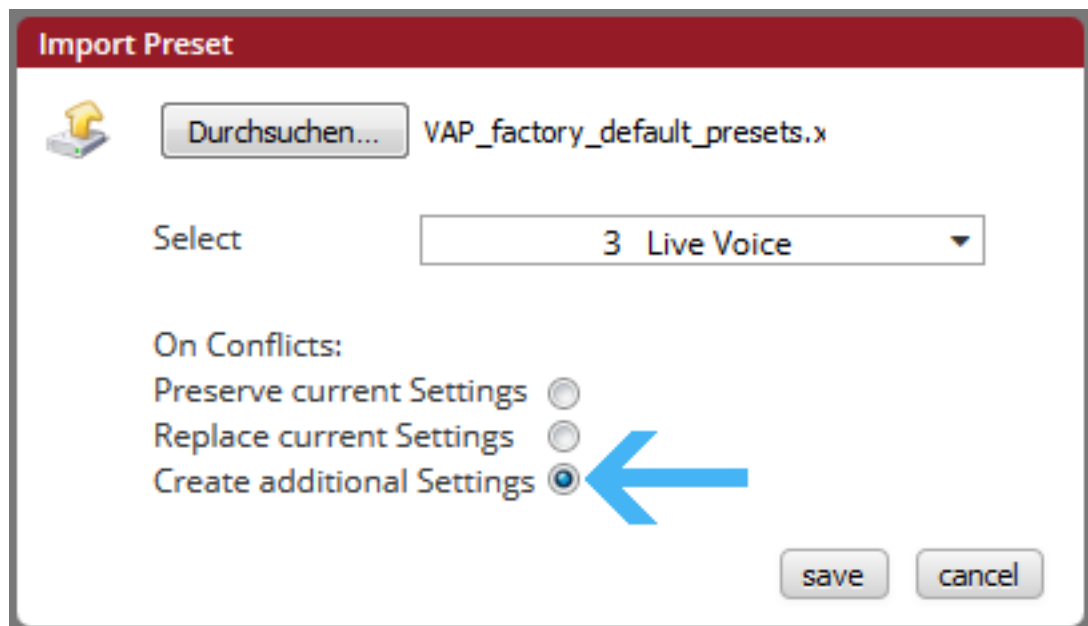 Import Preset
Durchsuchen... VAP_factory_default_presets.x
Select 3 Live Voice
On Conflicts:
Preserve current Settings
Replace current Settings
Create additional Settings
save cancel